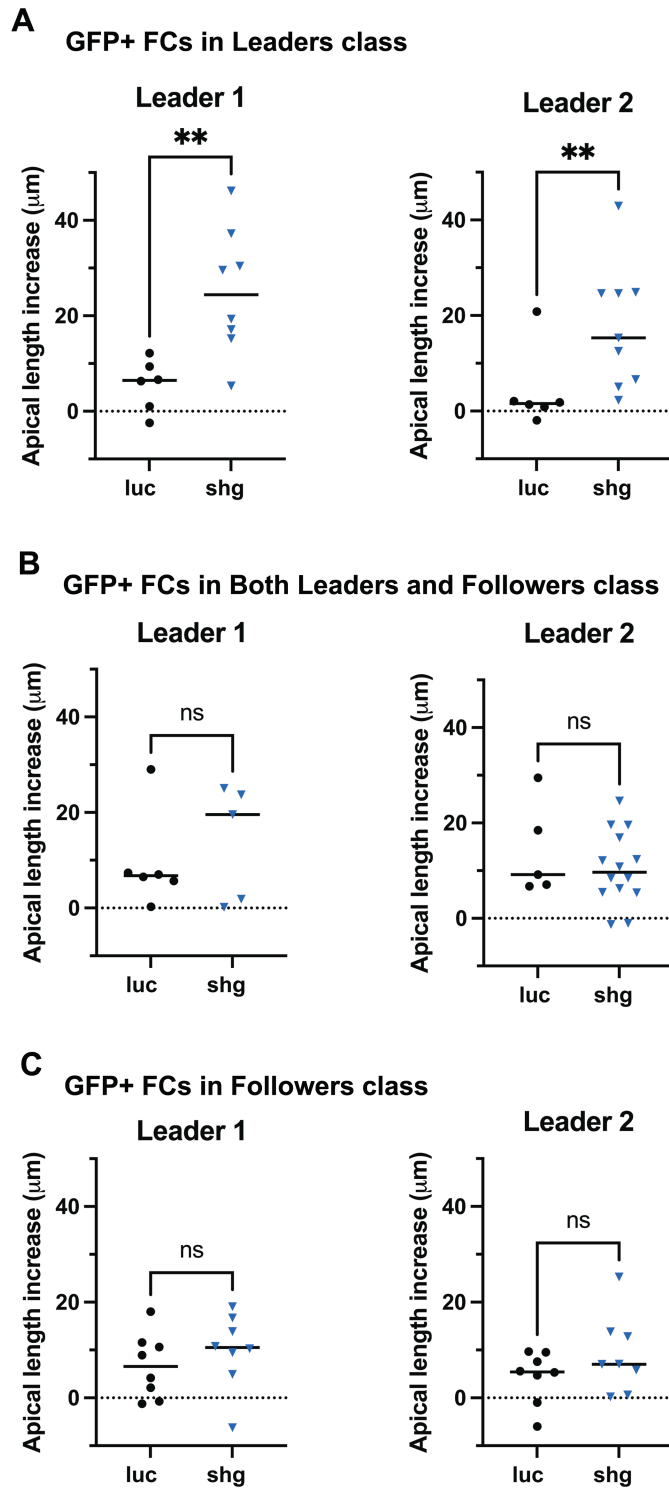 A
GFP+ FCs in Leaders class
Leader 1
**
Apical length increase (μm)
40
20
0
luc shg
Leader 2
**
Apical length increse (μm)
40
20
0
luc shg
B
GFP+ FCs in Both Leaders and Followers class
Leader 1
ns
Apical length increase (μm)
40
20
0
luc shg
Leader 2
ns
Apical length increase (μm)
40
20
0
luc shg
C
GFP+ FCs in Followers class
Leader 1
ns
Apical length increase (μm)
40
20
0
luc shg
Leader 2
ns
Apical length increase (μm)
40
20
0
luc shg